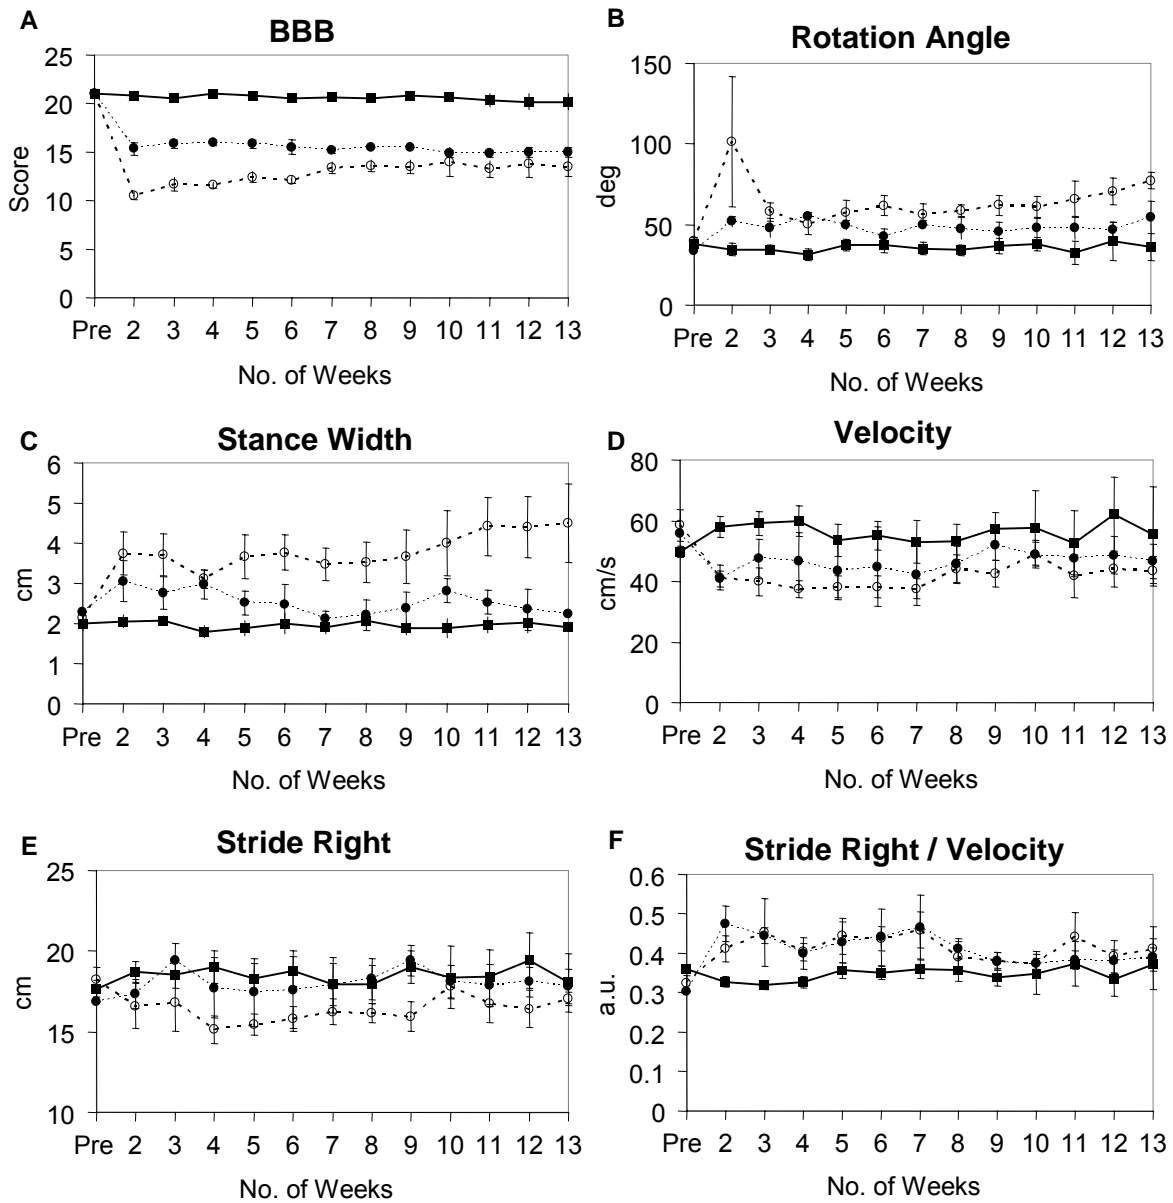 A
BBB
25
20
15
10
5
0
Score
Pre 2 3 4 5 6 7 8 9 10 11 12 13
No. of Weeks
B
Rotation Angle
150
100
50
0
deg
Pre 2 3 4 5 6 7 8 9 10 11 12 13
No. of Weeks
C
Stance Width
6
5
4
3
2
1
0
cm
Pre 2 3 4 5 6 7 8 9 10 11 12 13
No. of Weeks
D
Velocity
80
60
40
20
0
cm/s
Pre 2 3 4 5 6 7 8 9 10 11 12 13
No. of Weeks
E
Stride Right
25
20
15
10
cm
Pre 2 3 4 5 6 7 8 9 10 11 12 13
No. of Weeks
F
Stride Right / Velocity
0.6
0.5
0.4
0.3
0.2
0.1
0
a.u.
Pre 2 3 4 5 6 7 8 9 10 11 12 13
No. of Weeks